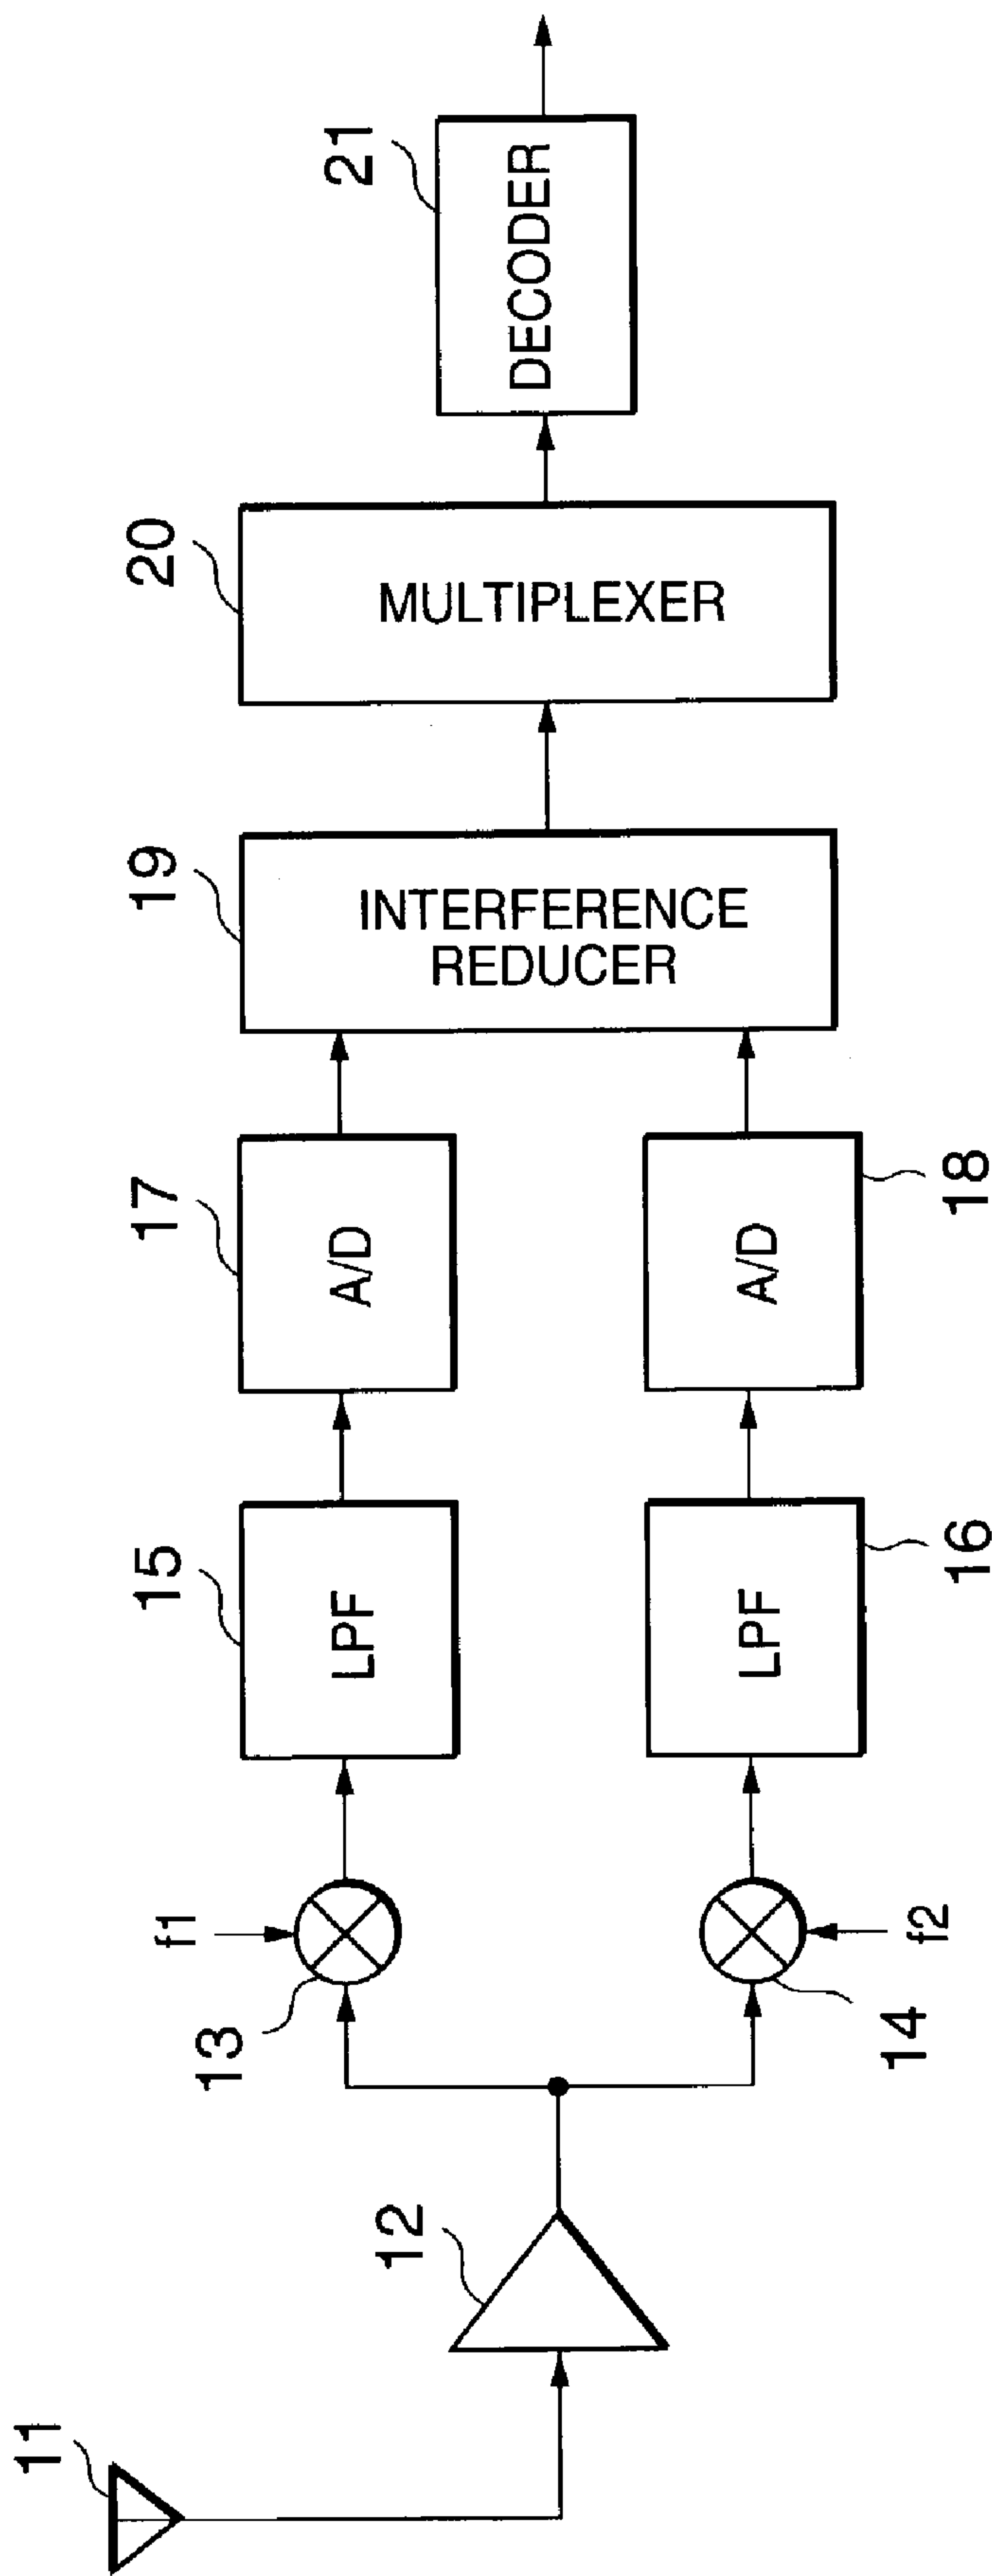 11
12
13
f1
14
f2
15
LPF
16
LPF
17
A/D
18
A/D
19
INTERFERENCE
REDUCER
20
MULTIPLEXER
21
DECODER